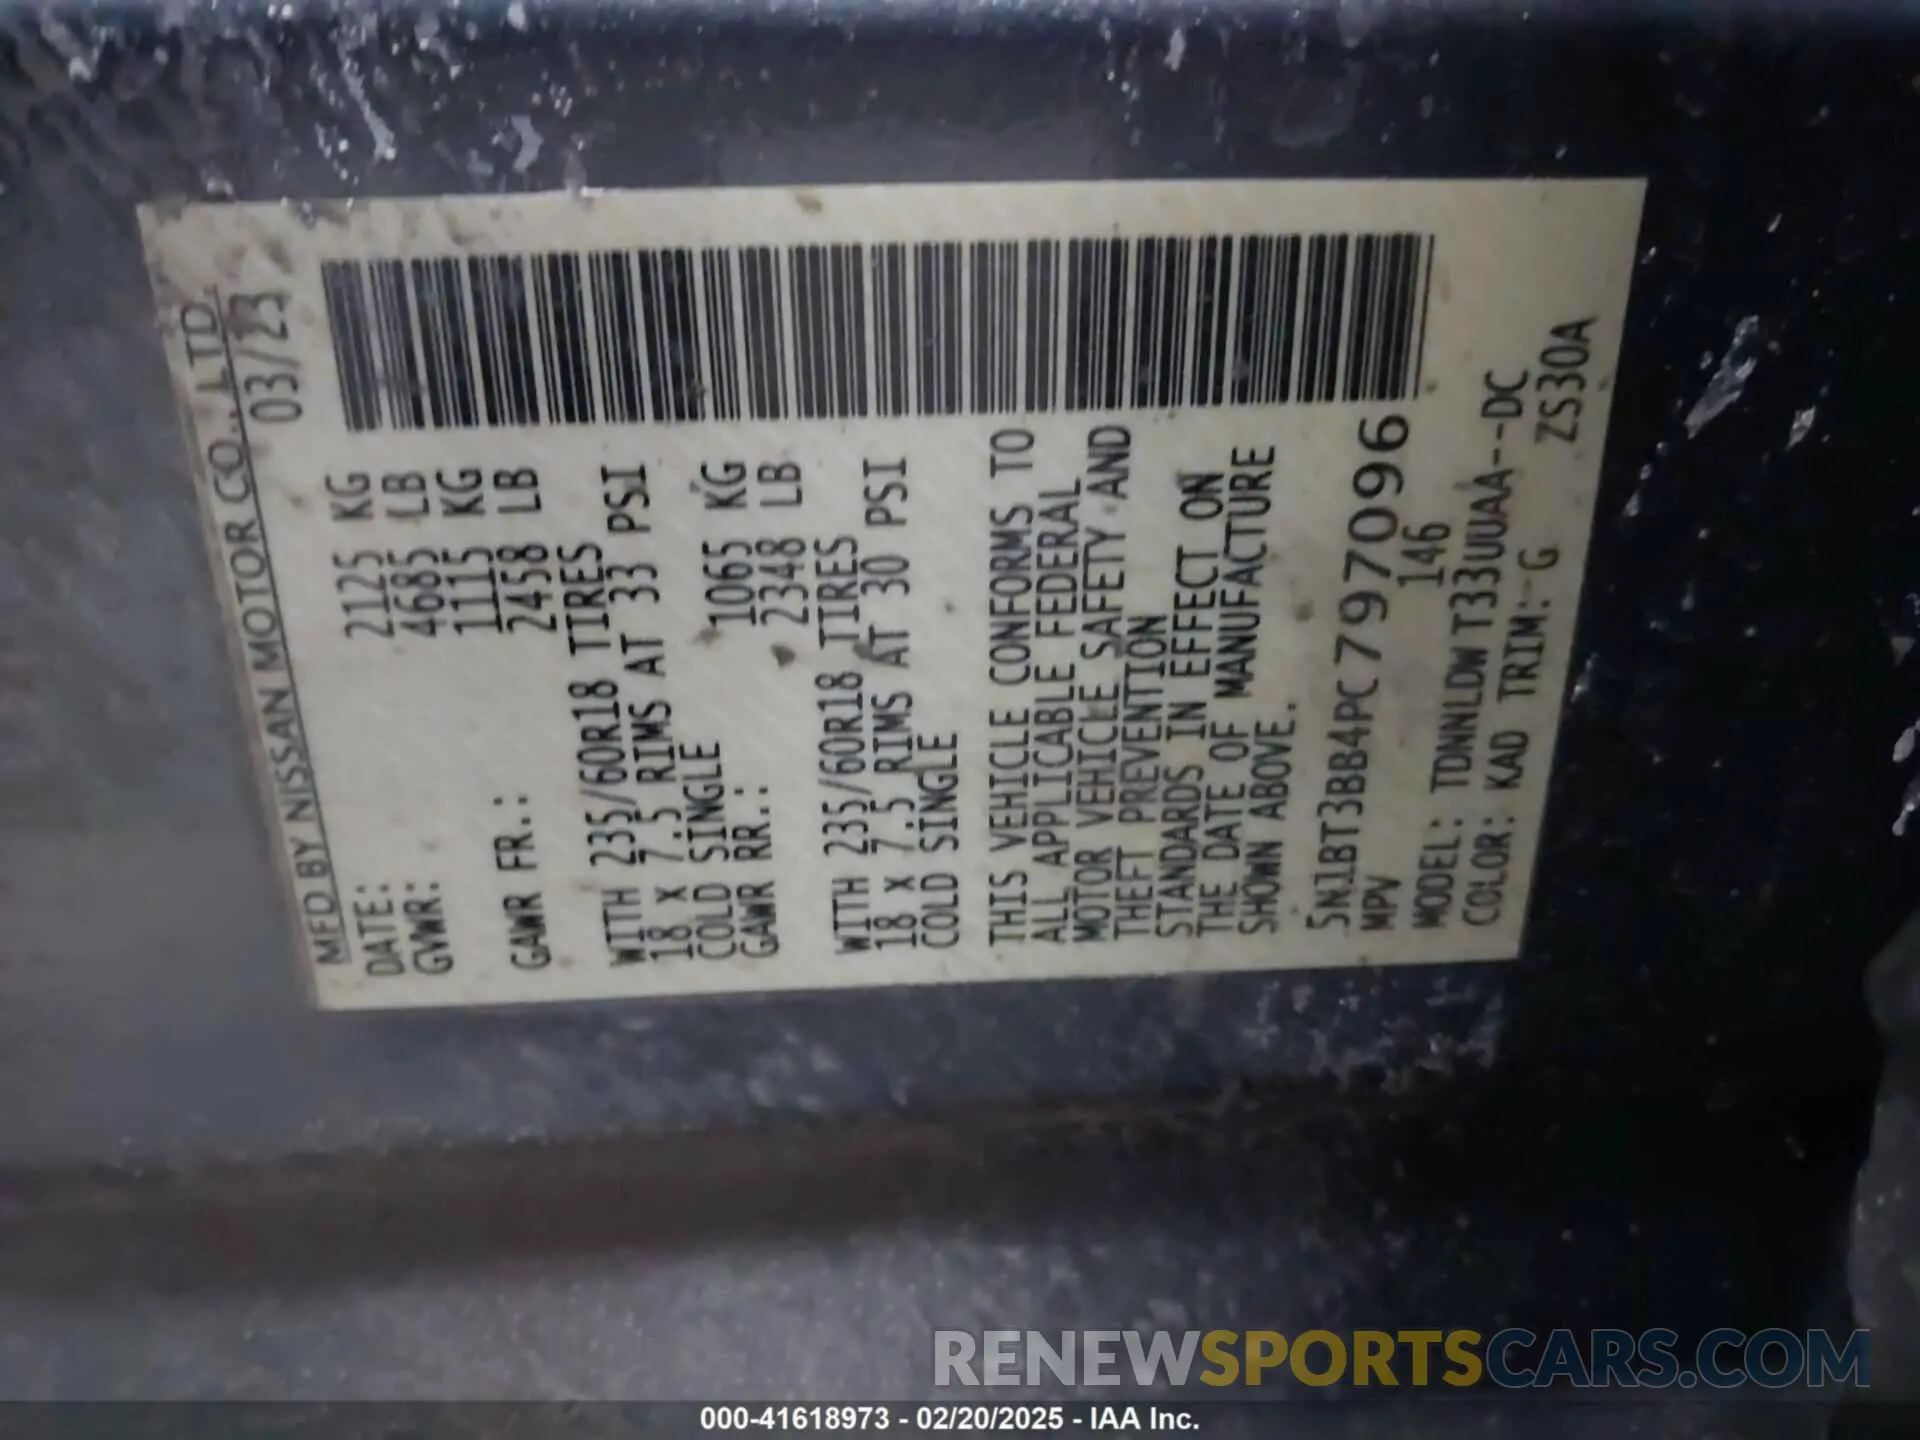 MFD BY NISSAN MOTOR CO., LTD.
DATE: 03/23
GVWR: 2125 KG
4685 LB
GAWR FR.: 1115 KG
2458 LB
WITH 235/60R18 TIRES
18 X 7.5 RIMS AT 33 PSI
COLD SINGLE
GAWR RR.: 1065 KG
2348 LB
WITH 235/60R18 TIRES
18 X 7.5 RIMS AT 30 PSI
COLD SINGLE
THIS VEHICLE CONFORMS TO
ALL APPLICABLE FEDERAL
MOTOR VEHICLE SAFETY AND
THEFT PREVENTION
STANDARDS IN EFFECT ON
THE DATE OF MANUFACTURE
SHOWN ABOVE.
5N1BT3BB4PC797096
MPV 146
MODEL: TDNNLDW T33UUAA--DC
COLOR: KAD TRIM: G ZS30A
RENEWSPORTSCARS.COM
000-41618973 - 02/20/2025 - IAA Inc.